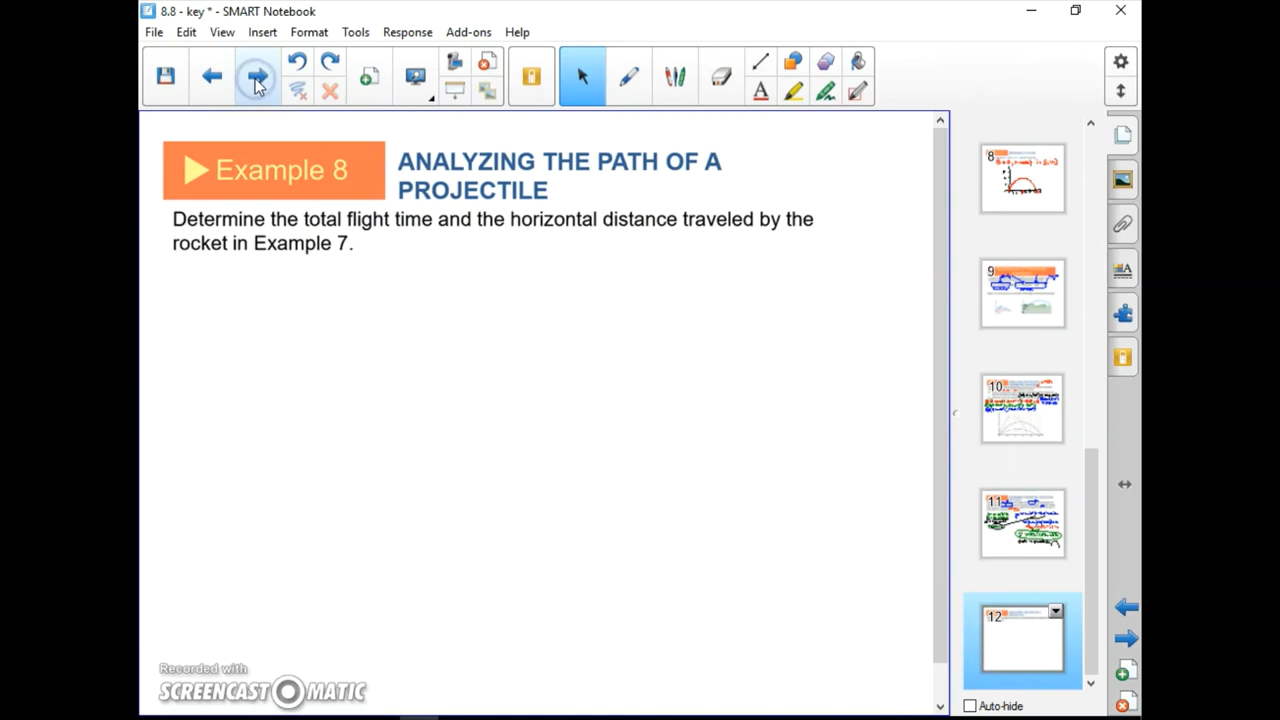 8.8 - key * - SMART Notebook
File Edit View Insert Format Tools Response Add-ons Help
Example 8
ANALYZING THE PATH OF A
PROJECTILE
Determine the total flight time and the horizontal distance traveled by the
rocket in Example 7.
8
9
10
11
12
Auto-hide
Recorded with
SCREENCAST MATIC